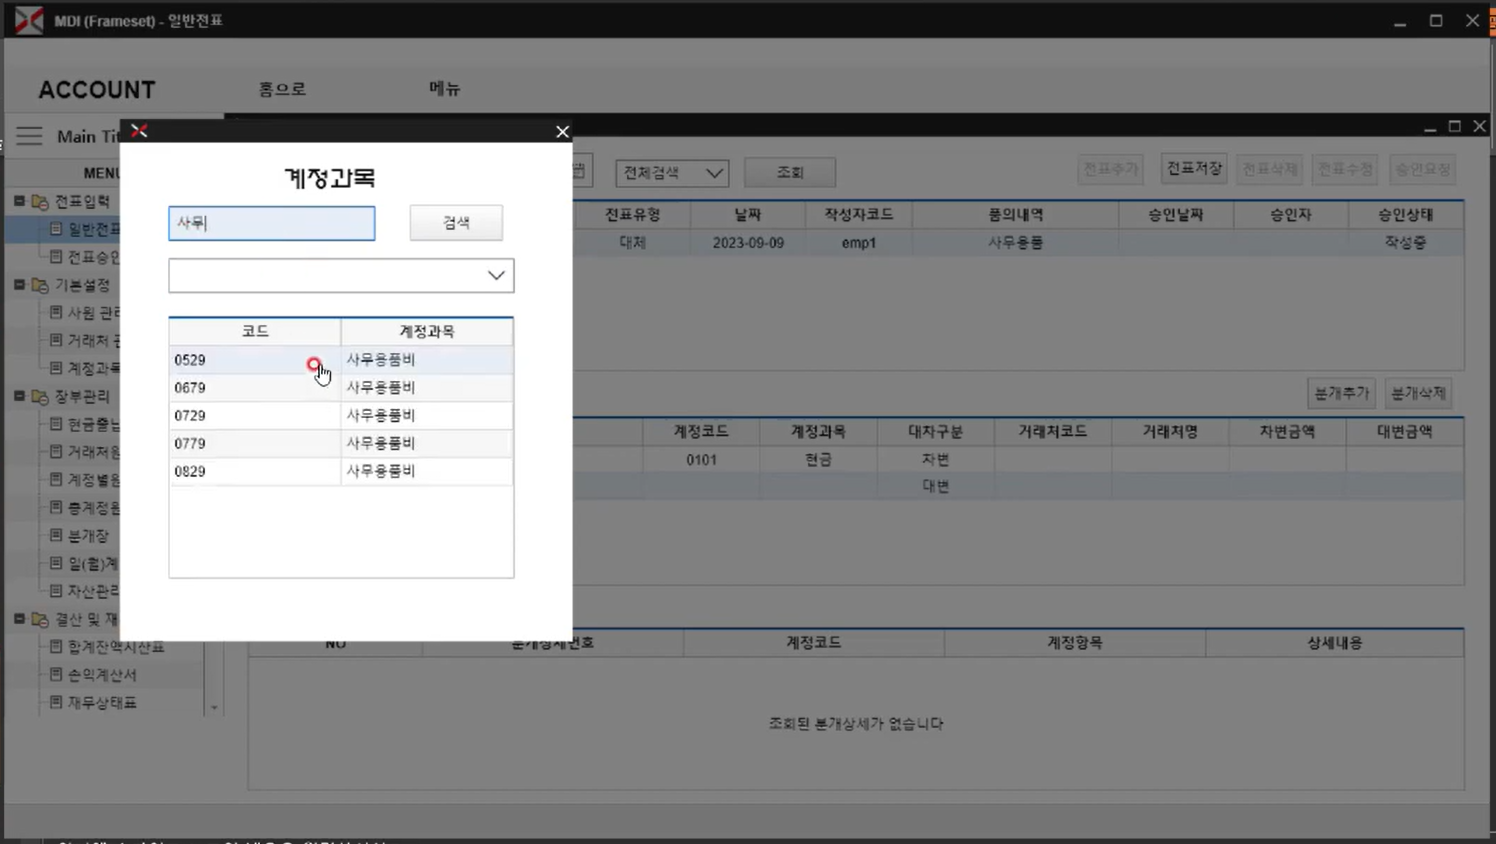 MDI (Frameset) - 일반전표
ACCOUNT 홈으로 메뉴
Main Tit
MENU
전표입력
일반전표
전표승인
기본설정
사원 관리
거래처 관
계정과목
장부관리
현금출납
거래처원
계정별원
총계정원
분개장
일(월)계
자산관리
결산 및 재
합계잔액시산표
손익계산서
재무상태표
계정과목
사무 검색
코드 계정과목
0529 사무용품비
0679 사무용품비
0729 사무용품비
0779 사무용품비
0829 사무용품비
전체검색 조회 전표추가 전표저장 전표삭제 전표수정 승인요청
전표유형 날짜 작성자코드 품의내역 승인날짜 승인자 승인상태
대체 2023-09-09 emp1 사무용품 작성중
분개추가 분개삭제
계정코드 계정과목 대차구분 거래처코드 거래처명 차변금액 대변금액
0101 현금 차변
대변
NO 분개상세번호 계정코드 계정항목 상세내용
조회된 분개상세가 없습니다